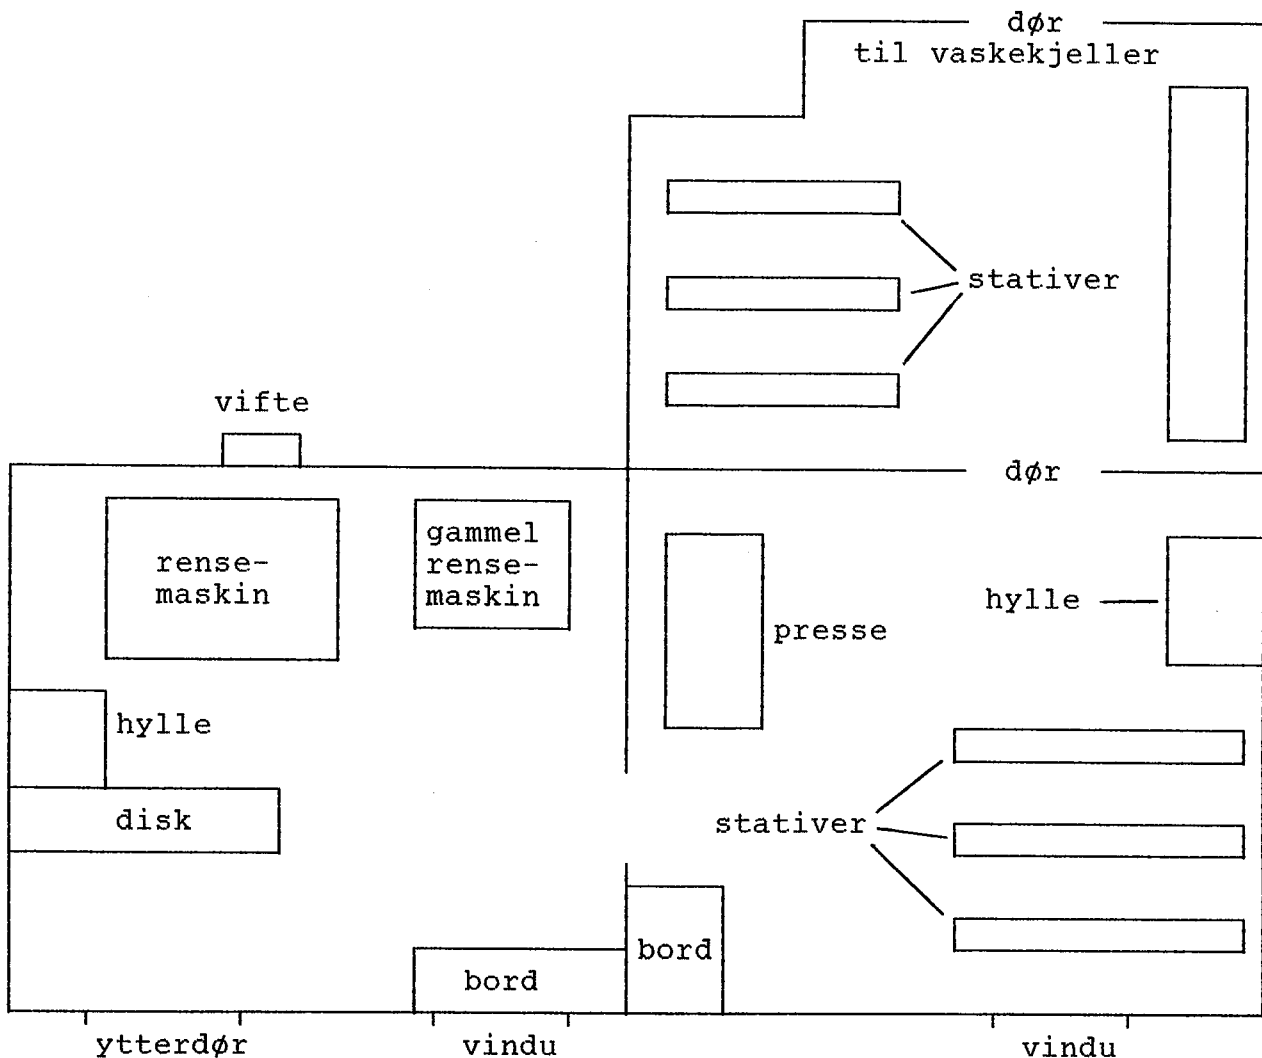 dør
til vaskekjeller
stativer
vifte
dør
gammel
rense-
maskin
rense-
maskin
hylle
presse
hylle
disk
stativer
bord
bord
ytterdør
vindu
vindu